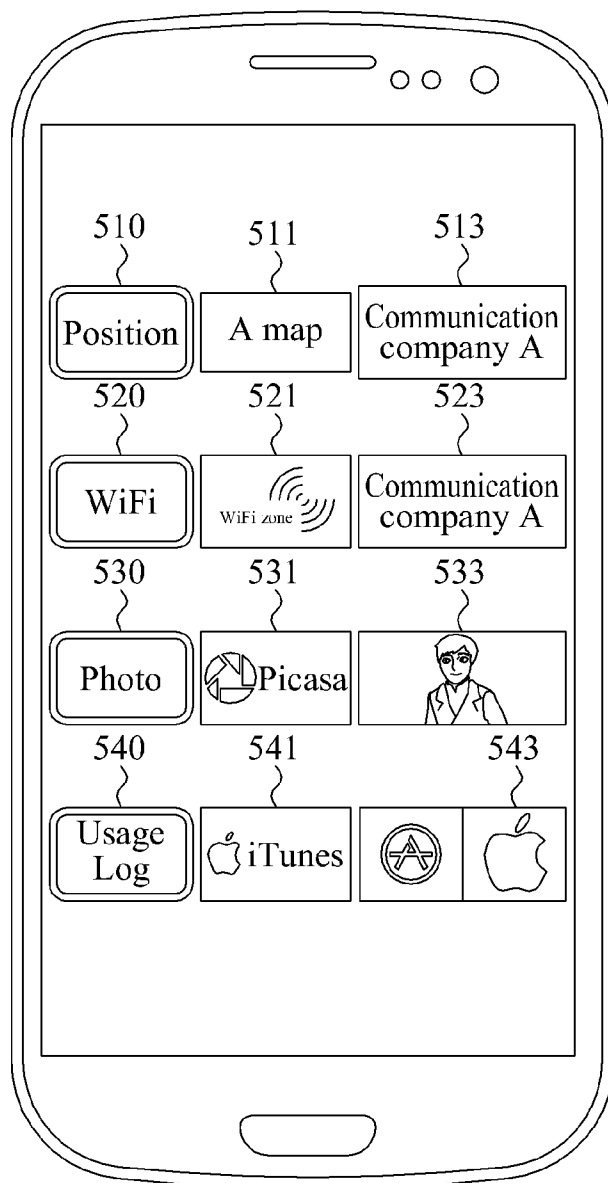 510 511 513
Position A map Communication
company A
520 521 523
WiFi WiFi zone Communication
company A
530 531 533
Photo Picasa
540 541 543
Usage
Log iTunes